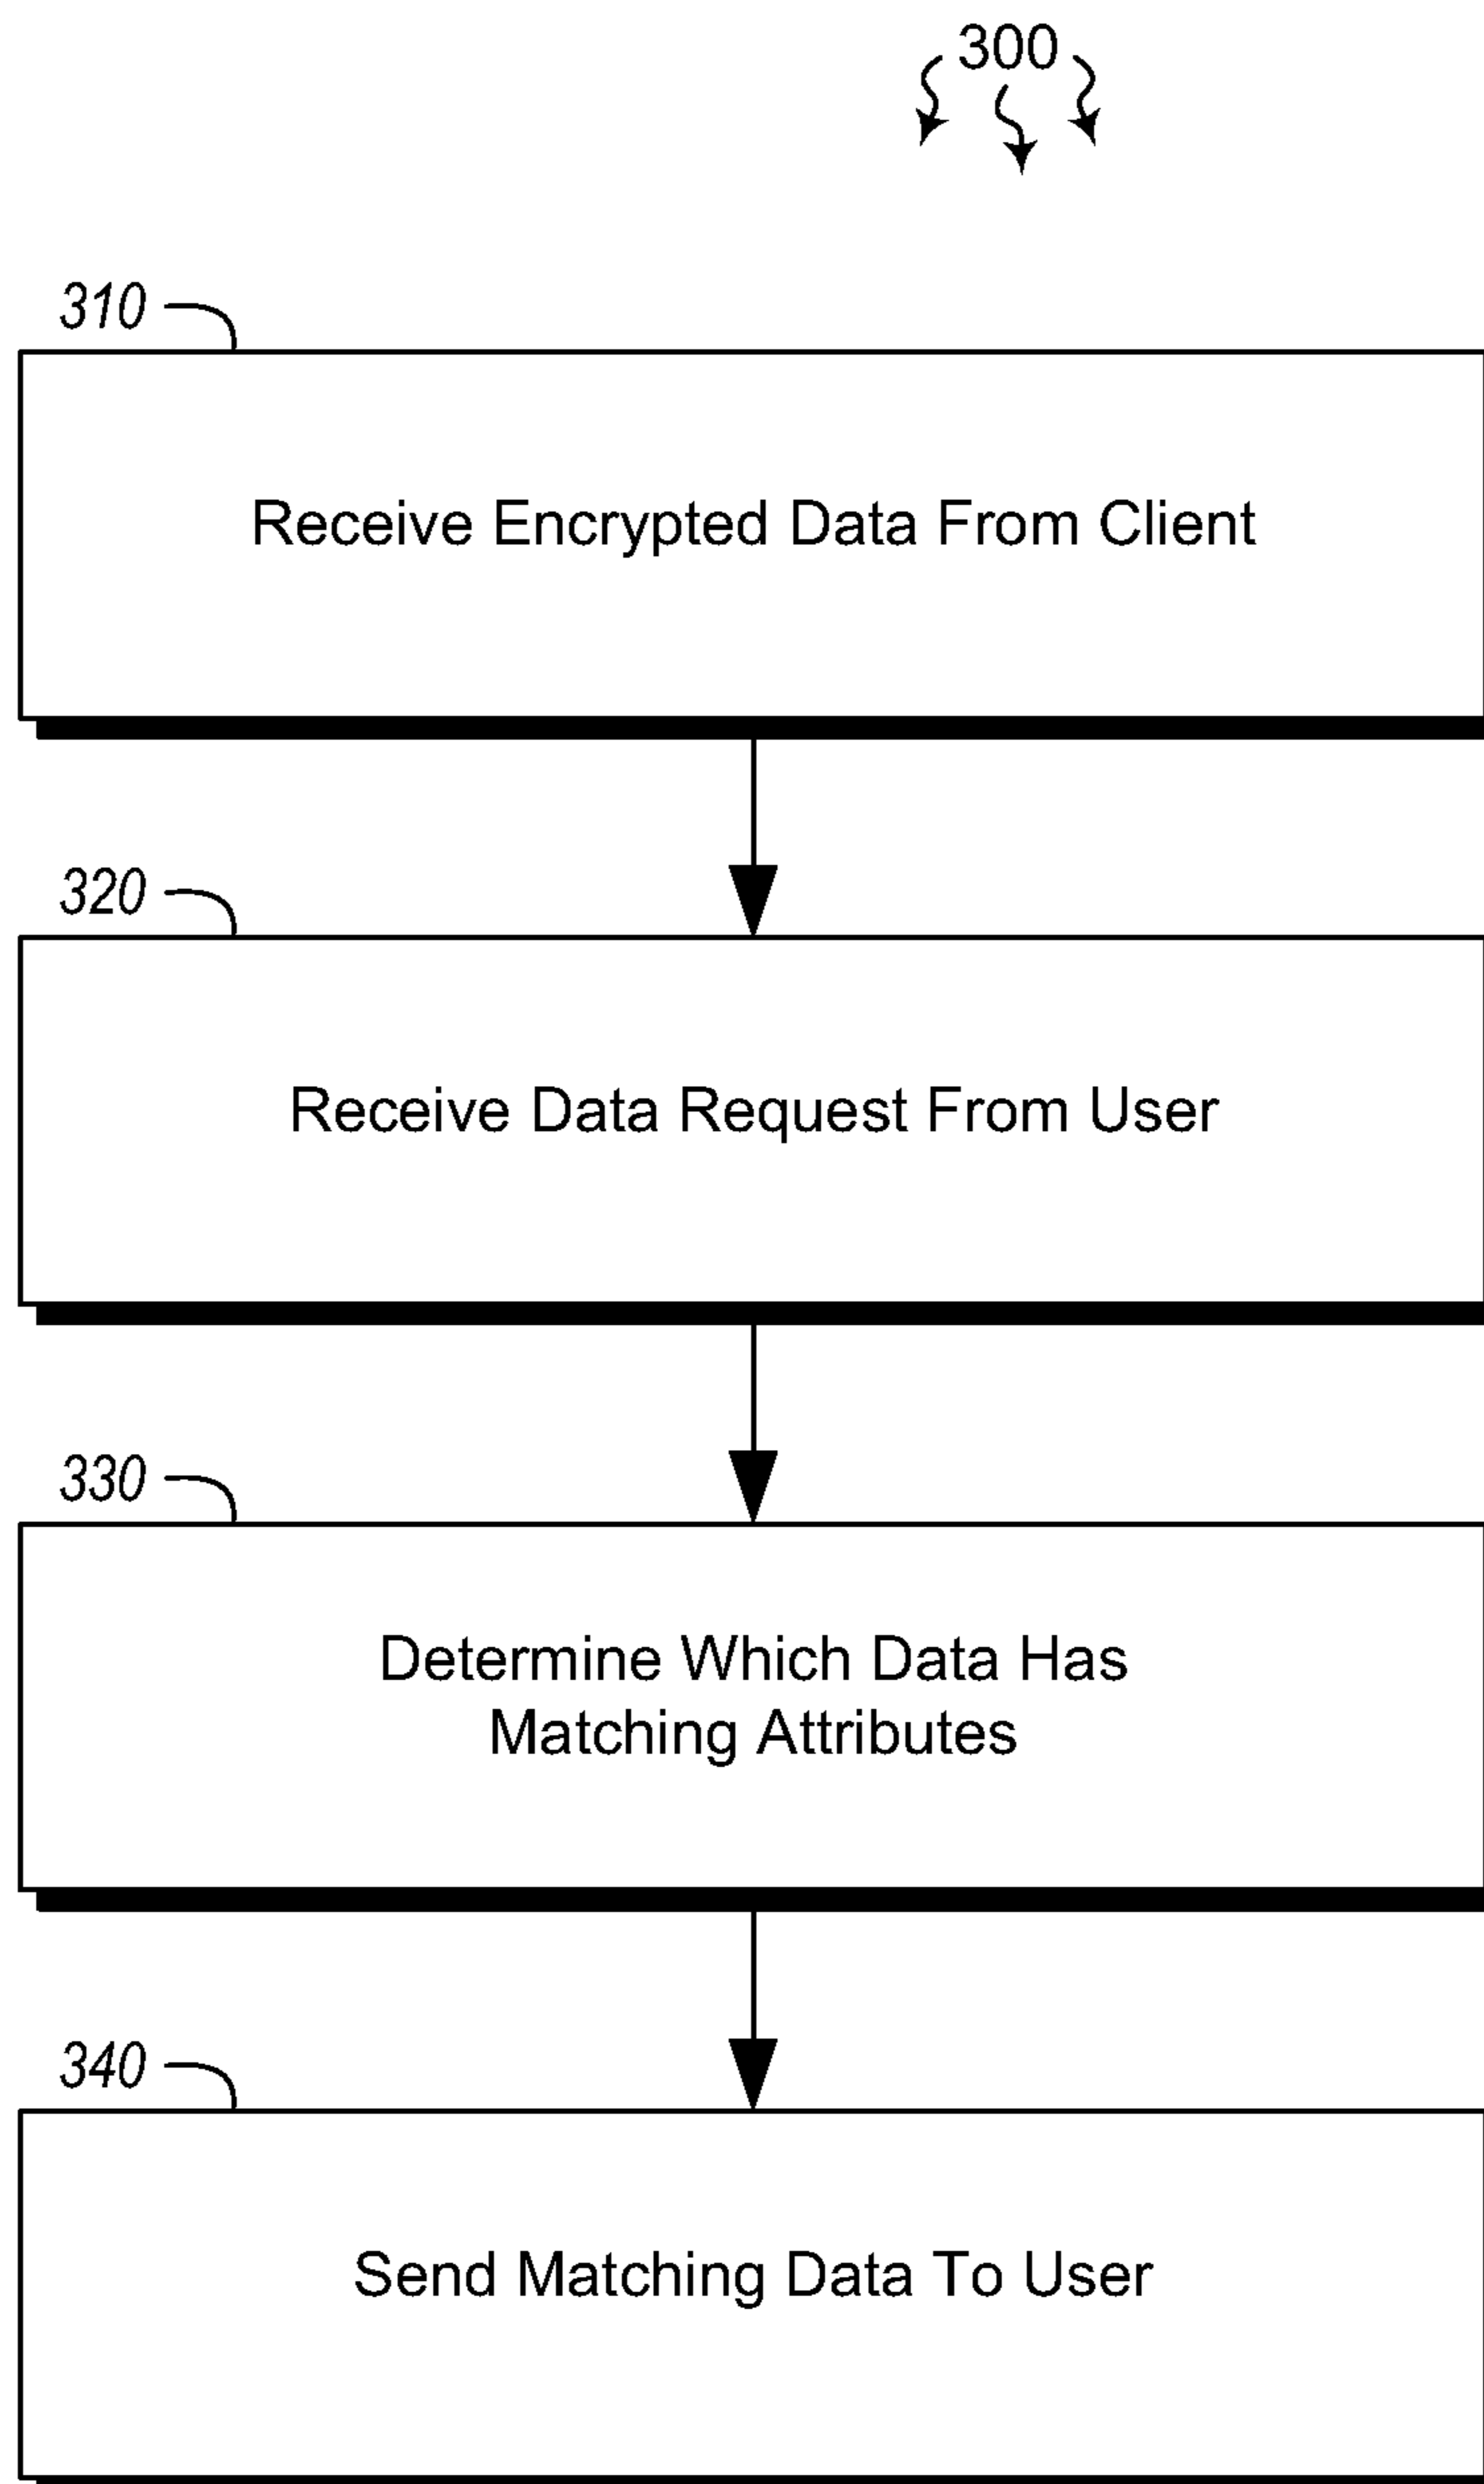 300
310
Receive Encrypted Data From Client
320
Receive Data Request From User
330
Determine Which Data Has
Matching Attributes
340
Send Matching Data To User